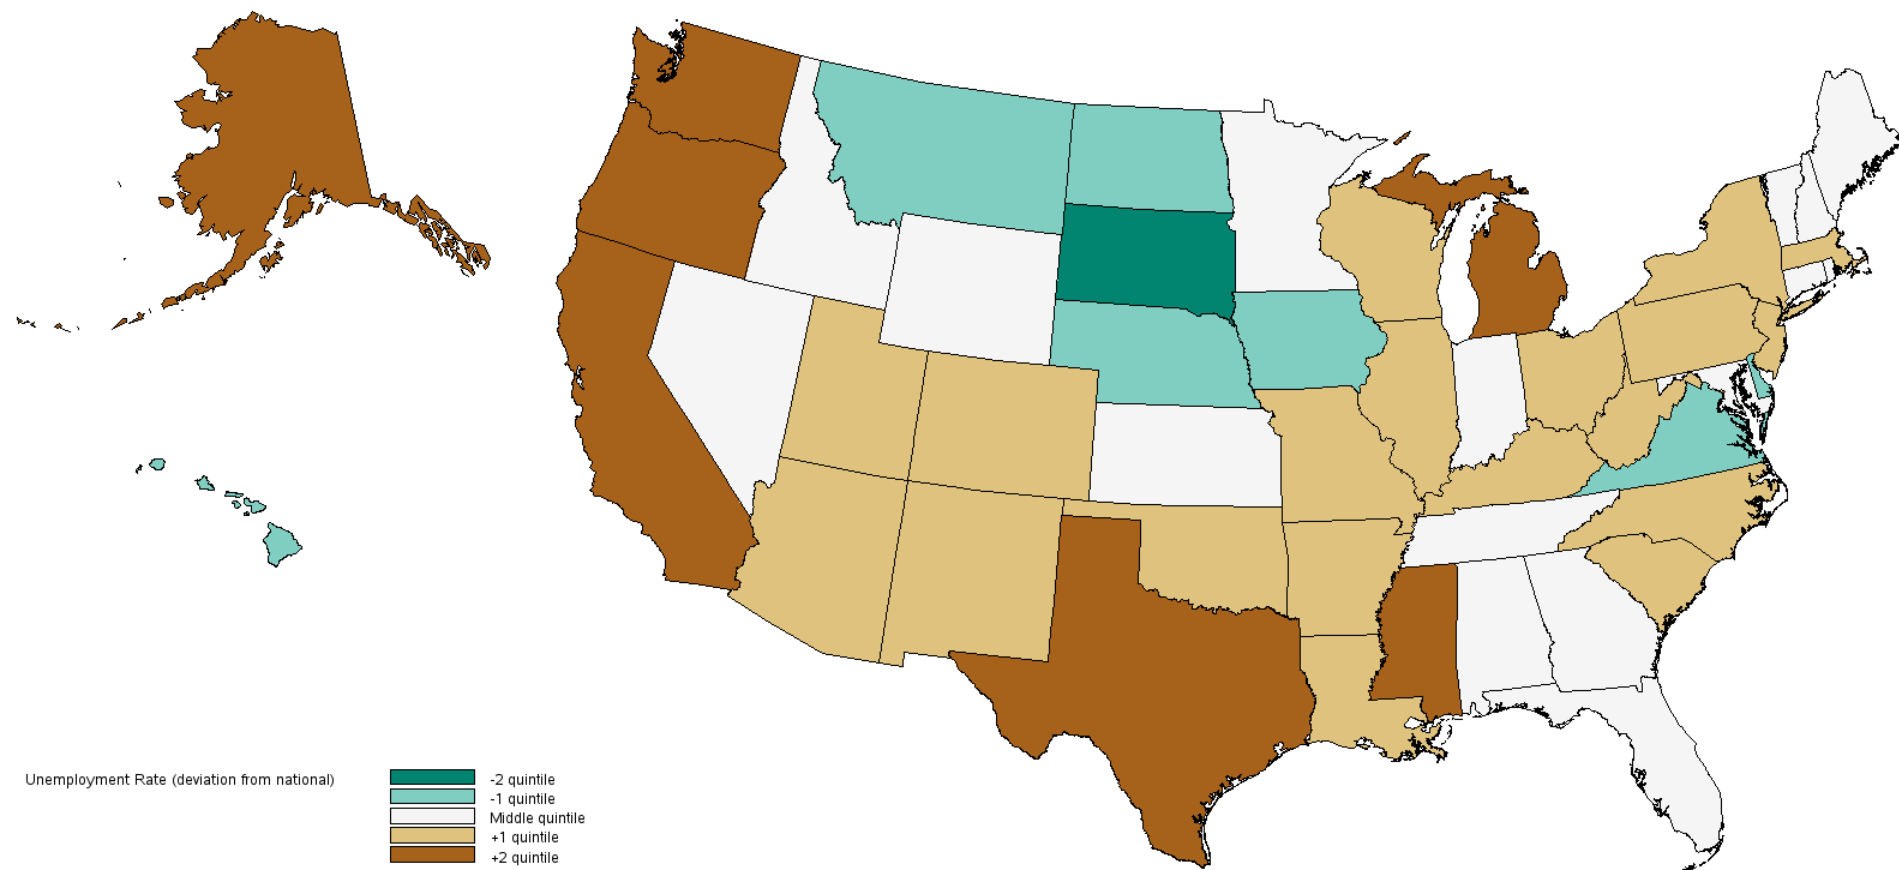 Unemployment Rate (deviation from national)
-2 quintile
-1 quintile
Middle quintile
+1 quintile
+2 quintile